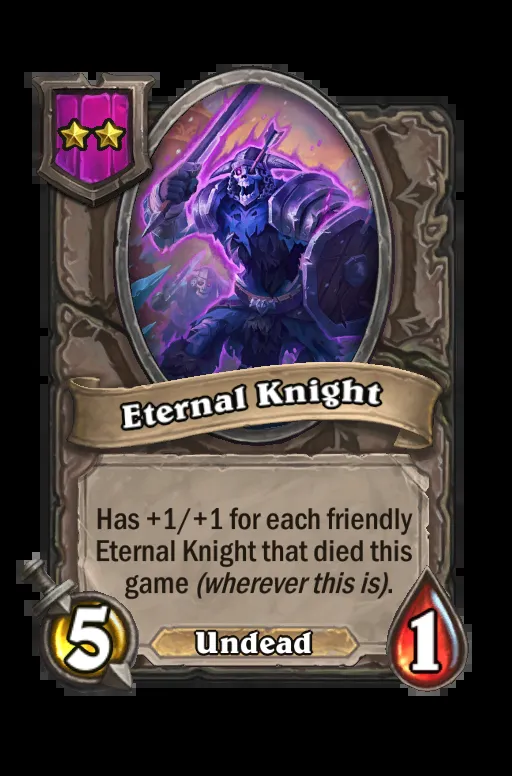 Eternal Knight
Has +1/+1 for each friendly
Eternal Knight that died this
game (wherever this is).
5
Undead
1